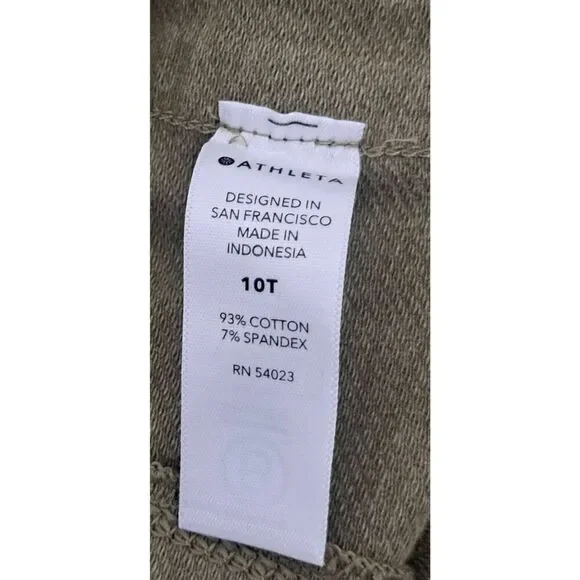 ATHLETA
DESIGNED IN
SAN FRANCISCO
MADE IN
INDONESIA
10T
93% COTTON
7% SPANDEX
RN 54023